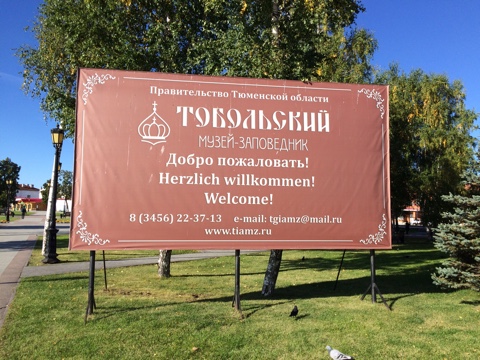 Правительство Тюменской области
ТОБОЛЬСКИЙ
МУЗЕЙ-ЗАПОВЕДНИК
Добро пожаловать!
Herzlich willkommen!
Welcome!
8 (3456) 22-37-13 e-mail: tgiamz@mail.ru
www.tiamz.ru